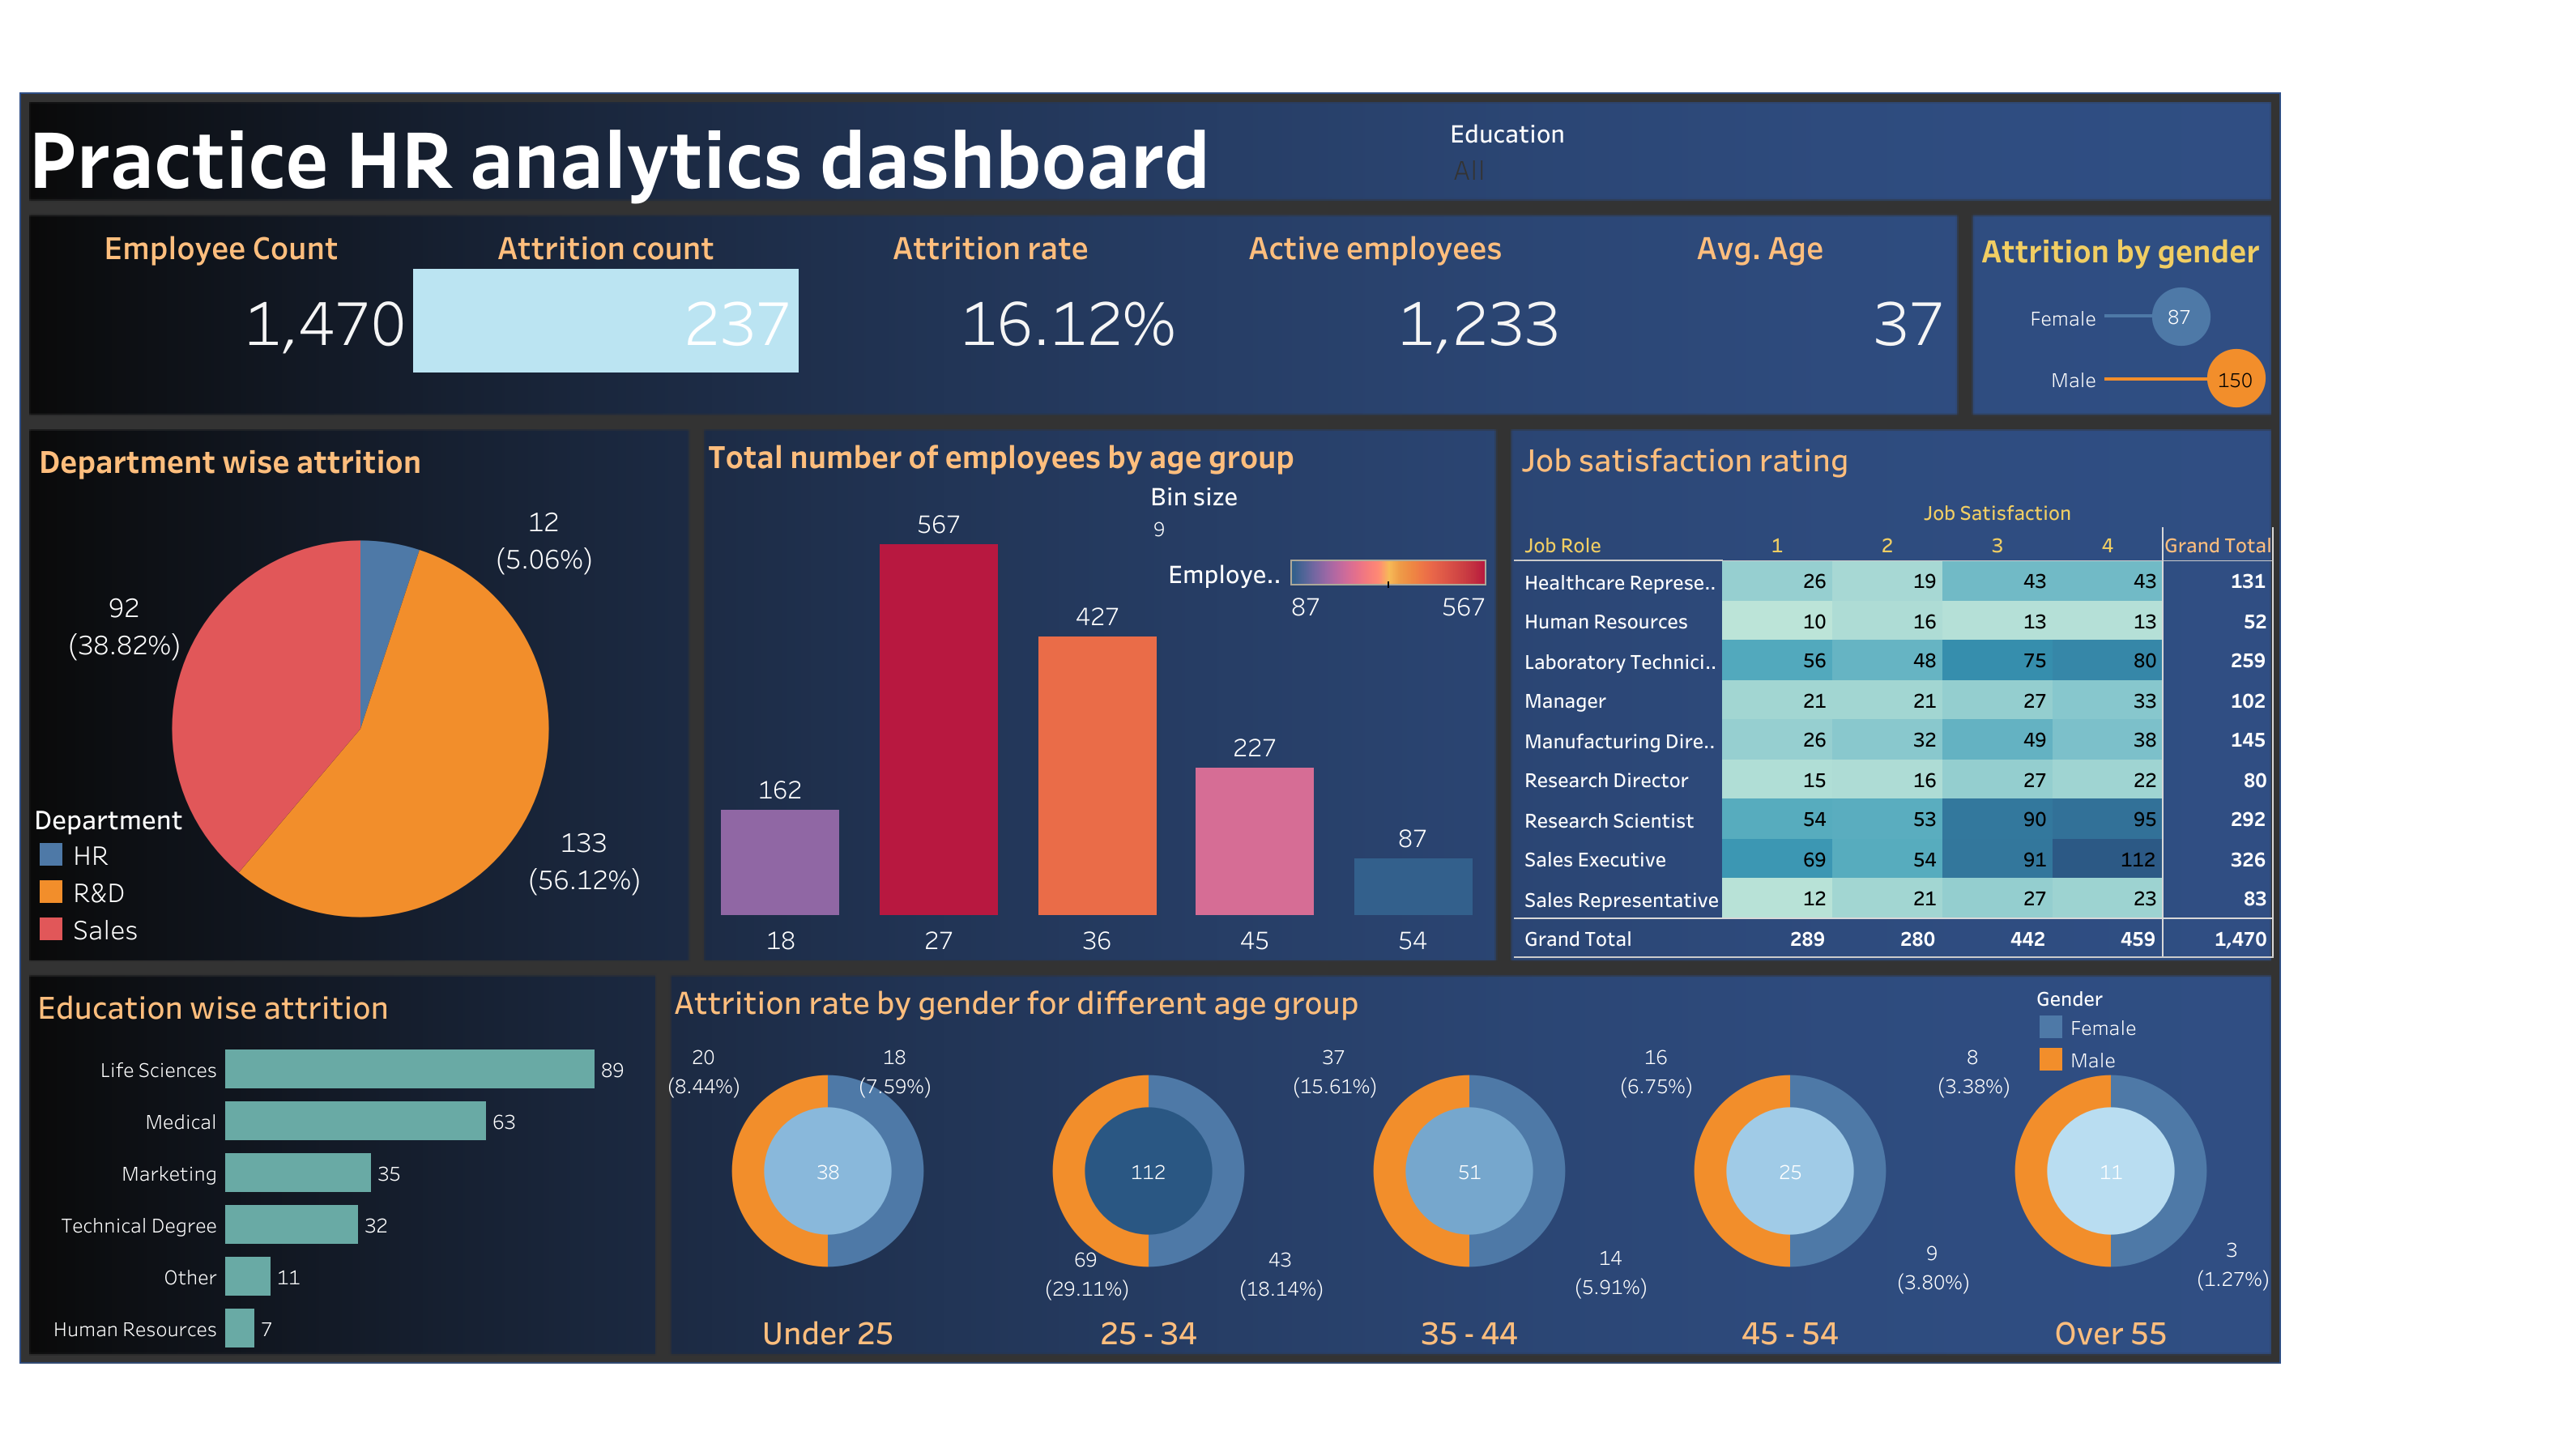 Practice HR analytics dashboard
Education
All
Employee Count
1,470
Attrition count
237
Attrition rate
16.12%
Active employees
1,233
Avg. Age
37
Attrition by gender
Female 87
Male 150
Department wise attrition
12
(5.06%)
92
(38.82%)
133
(56.12%)
Department
HR
R&D
Sales
Total number of employees by age group
Bin size
9
Employe..
87 567
162
567
427
227
87
18 27 36 45 54
Job satisfaction rating
Job Satisfaction
Job Role 1 2 3 4 Grand Total
Healthcare Represe.. 26 19 43 43 131
Human Resources 10 16 13 13 52
Laboratory Technici.. 56 48 75 80 259
Manager 21 21 27 33 102
Manufacturing Dire.. 26 32 49 38 145
Research Director 15 16 27 22 80
Research Scientist 54 53 90 95 292
Sales Executive 69 54 91 112 326
Sales Representative 12 21 27 23 83
Grand Total 289 280 442 459 1,470
Education wise attrition
Life Sciences 89
Medical 63
Marketing 35
Technical Degree 32
Other 11
Human Resources 7
Attrition rate by gender for different age group
Gender
Female
Male
20
(8.44%)
18
(7.59%)
38
Under 25
112
69
(29.11%)
43
(18.14%)
25 - 34
37
(15.61%)
51
14
(5.91%)
35 - 44
16
(6.75%)
25
9
(3.80%)
45 - 54
8
(3.38%)
11
3
(1.27%)
Over 55